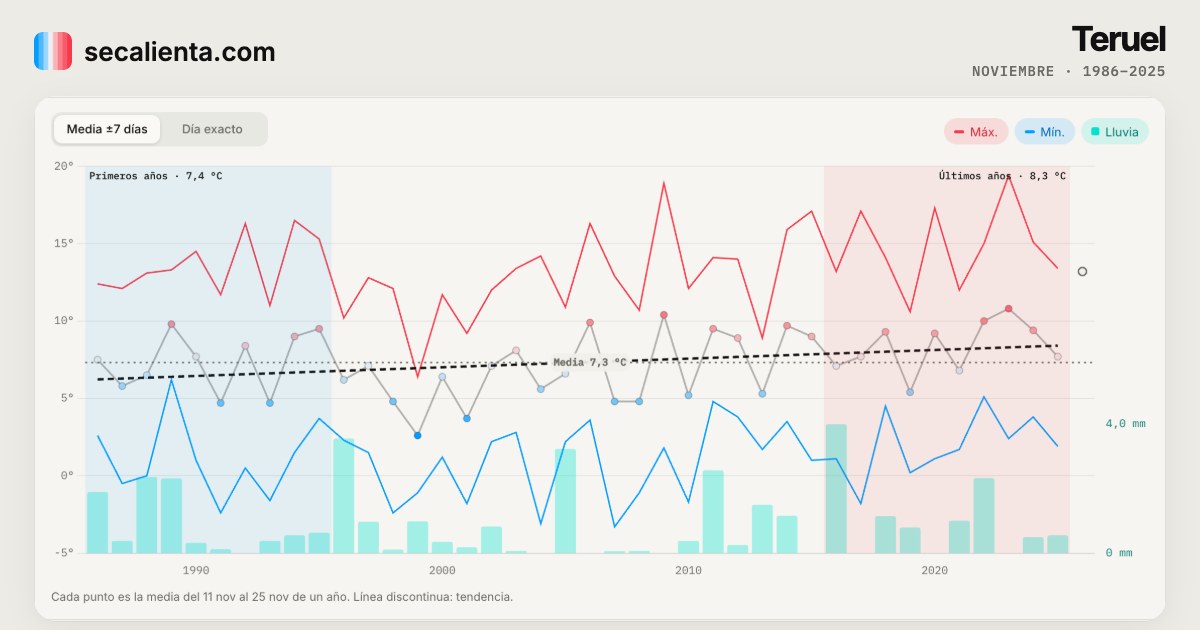 secalienta.com
Teruel
NOVIEMBRE · 1986–2025
Media ±7 días
Día exacto
Máx.
Mín.
Lluvia
20°
Primeros años · 7,4 °C
Últimos años · 8,3 °C
15°
10°
Media 7,3 °C
5°
4,0 mm
0°
-5°
0 mm
1990
2000
2010
2020
Cada punto es la media del 11 nov al 25 nov de un año. Línea discontinua: tendencia.